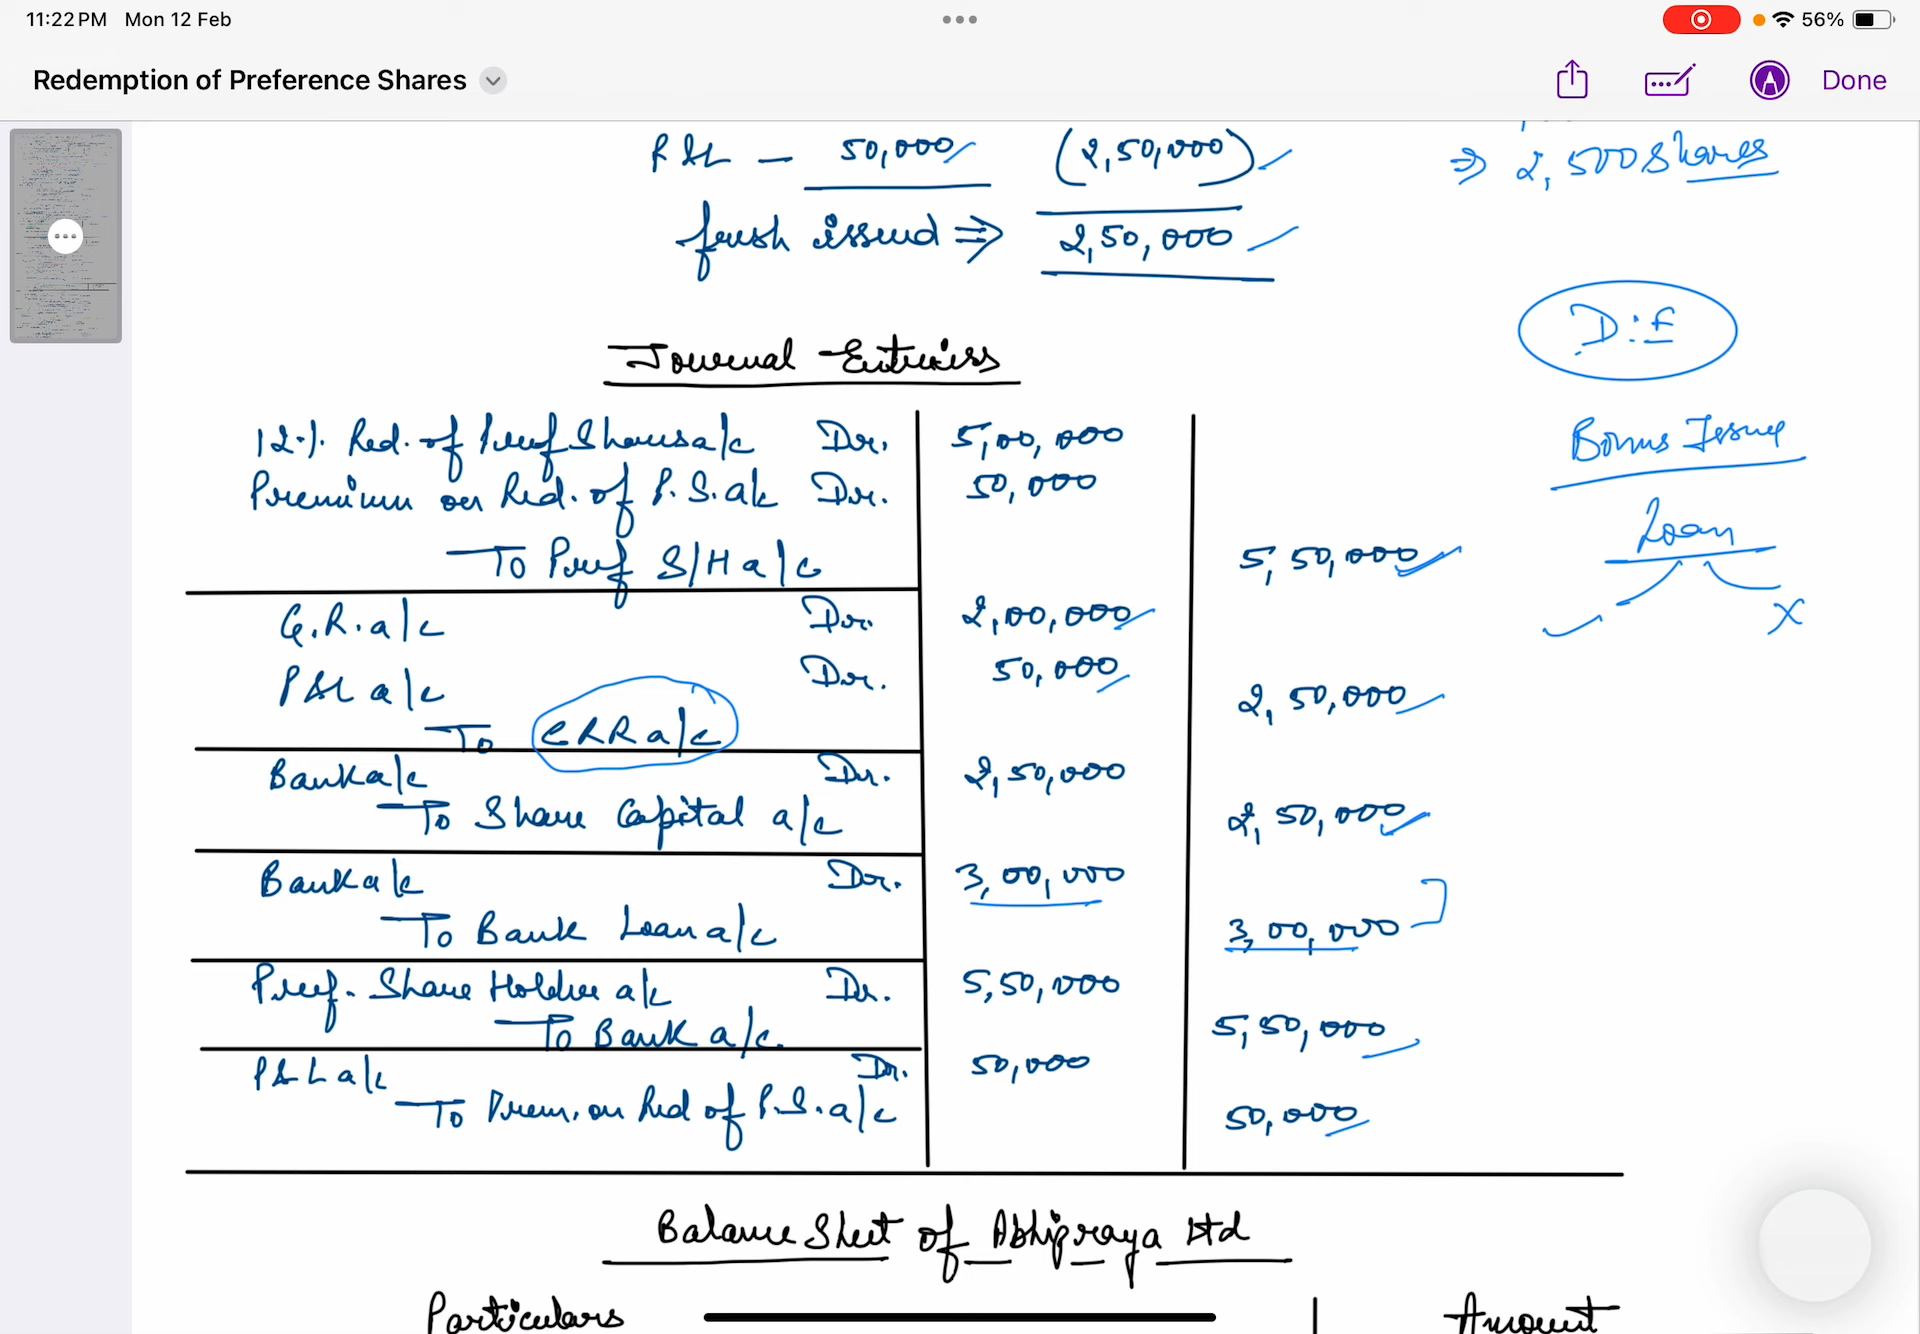 11:22 PM Mon 12 Feb
56%
Redemption of Preference Shares
Done
P&L – 50,000 (2,50,000)
⇒ 2,500 Shares
fresh issued ⇒ 2,50,000
D:F
Journal Entries
Bonus Issue
Loan
12% Red. of Pref Shares a/c Dr. 5,00,000
Premium on Red. of P.S. a/c Dr. 50,000
To Pref S/H a/c 5,50,000
G.R. a/c Dr. 2,00,000
P&L a/c Dr. 50,000
To CRR a/c 2,50,000
Bank a/c Dr. 2,50,000
To Share Capital a/c 2,50,000
Bank a/c Dr. 3,00,000
To Bank Loan a/c 3,00,000
Pref. Share Holder a/c Dr. 5,50,000
To Bank a/c. 5,50,000
P&L a/c Dr. 50,000
To Prem. on Red of P.S. a/c 50,000
Balance Sheet of Abhipraya Ltd
Particulars Amount